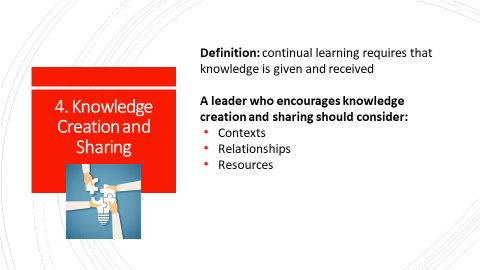 4. Knowledge
Creation and
Sharing
Definition: continual learning requires that
knowledge is given and received
A leader who encourages knowledge
creation and sharing should consider:
• Contexts
• Relationships
• Resources